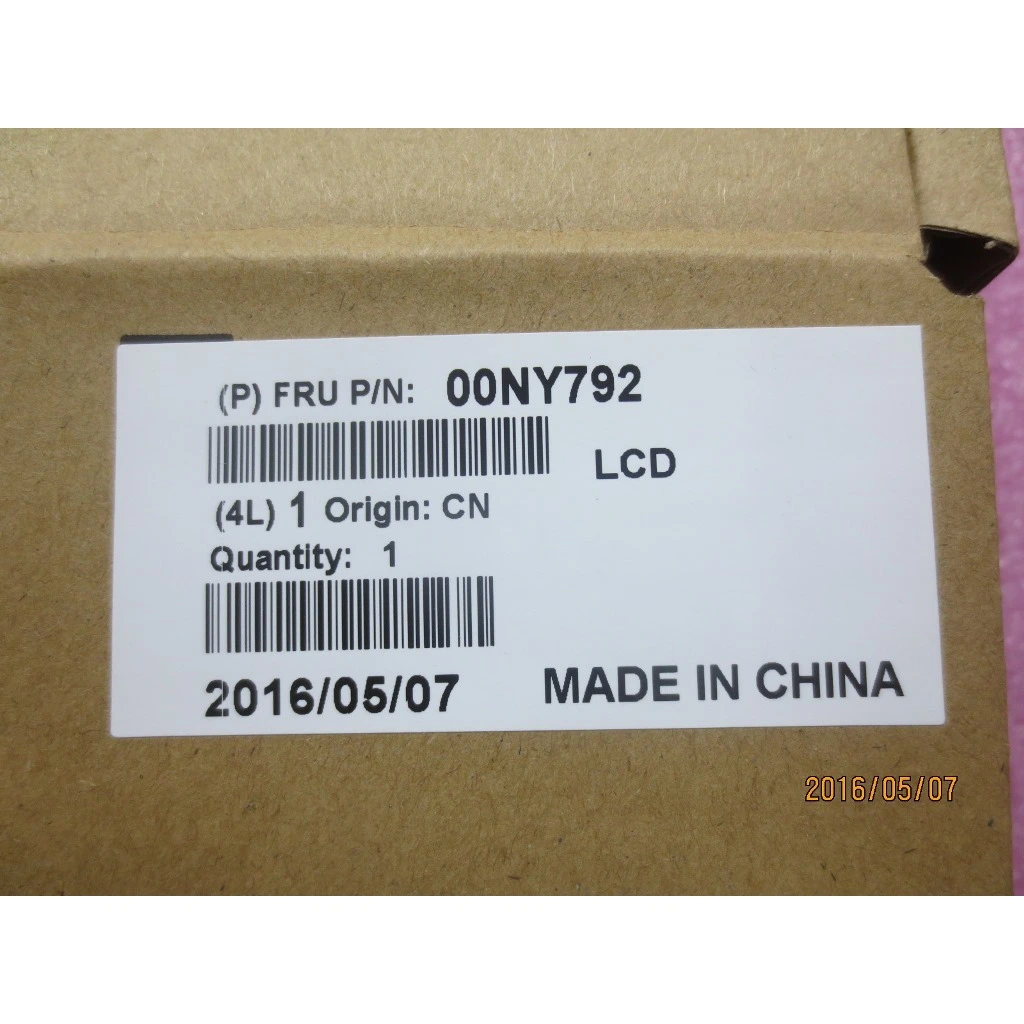 (P) FRU P/N: 00NY792
LCD
(4L) 1 Origin: CN
Quantity: 1
2016/05/07
MADE IN CHINA
2016/05/07